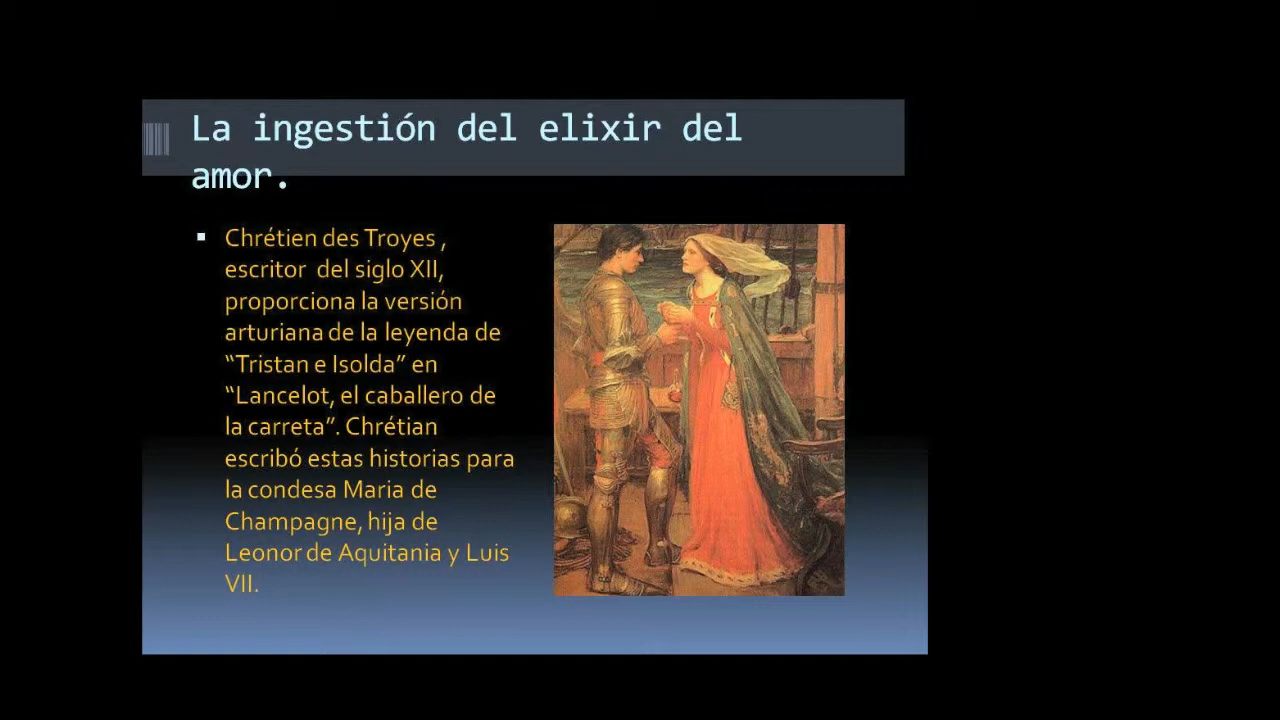 La ingestión del elixir del
amor.
Chrétien des Troyes ,
escritor del siglo XII,
proporciona la versión
arturiana de la leyenda de
“Tristan e Isolda” en
“Lancelot, el caballero de
la carreta”. Chrétian
escribó estas historias para
la condesa Maria de
Champagne, hija de
Leonor de Aquitania y Luis
VII.